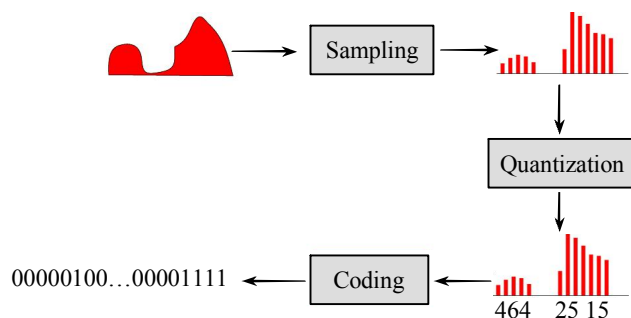 Sampling
Quantization
00000100...00001111
Coding
464 25 15